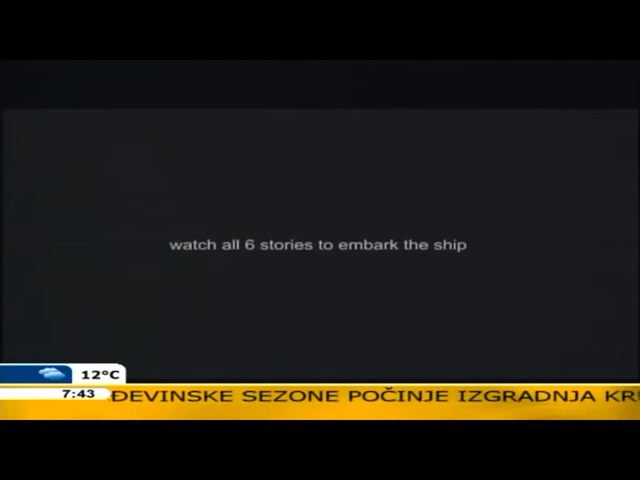 watch all 6 stories to embark the ship
12°C
7:43
ĐEVINSKE SEZONE POČINJE IZGRADNJA